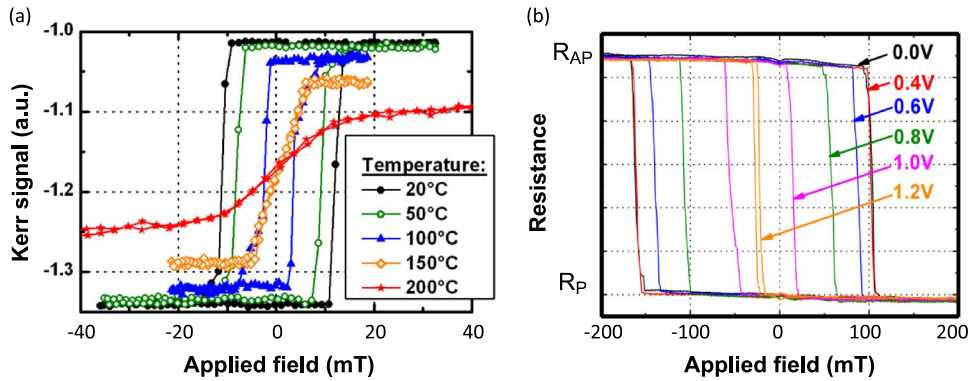 (a)
-1.0
-1.1
-1.2
-1.3
Kerr signal (a.u.)
Temperature:
20°C
50°C
100°C
150°C
200°C
-40 -20 0 20 40
Applied field (mT)
(b)
R_AP
R_P
Resistance
0.0V
0.4V
0.6V
0.8V
1.0V
1.2V
-200 -100 0 100 200
Applied field (mT)